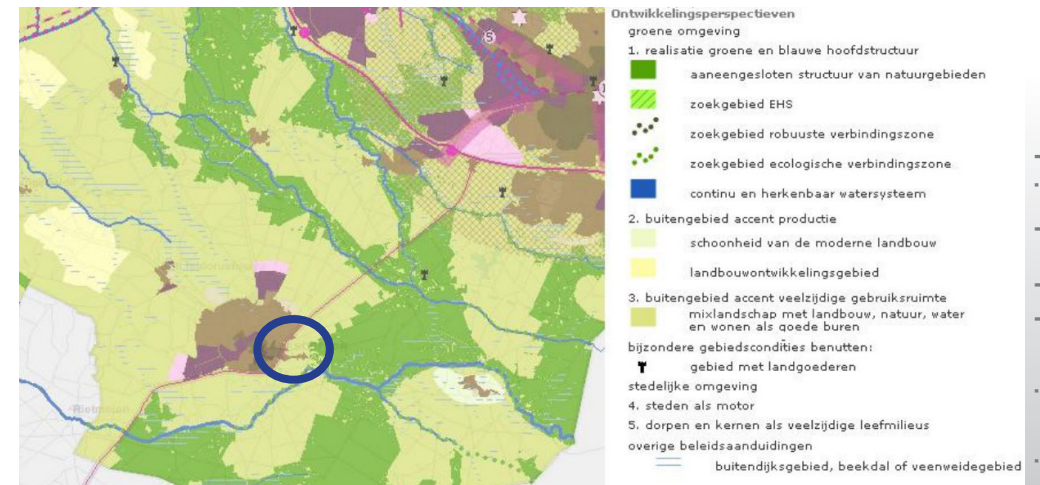 Ontwikkelingsperspectieven
groene omgeving
1. realisatie groene en blauwe hoofdstructuur
aaneengesloten structuur van natuurgebieden
zoekgebied EHS
zoekgebied robuuste verbindingszone
zoekgebied ecologische verbindingszone
continu en herkenbaar watersysteem
2. buitengebied accent productie
schoonheid van de moderne landbouw
landbouwontwikkelingsgebied
3. buitengebied accent veelzijdige gebruiksruimte
mixlandschap met landbouw, natuur, water
en wonen als goede buren
bijzondere gebiedscondities benutten:
gebied met landgoederen
stedelijke omgeving
4. steden als motor
5. dorpen en kernen als veelzijdige leefmilieus
overige beleidsaanduidingen
buitendijksgebied, beekdal of veenweidegebied